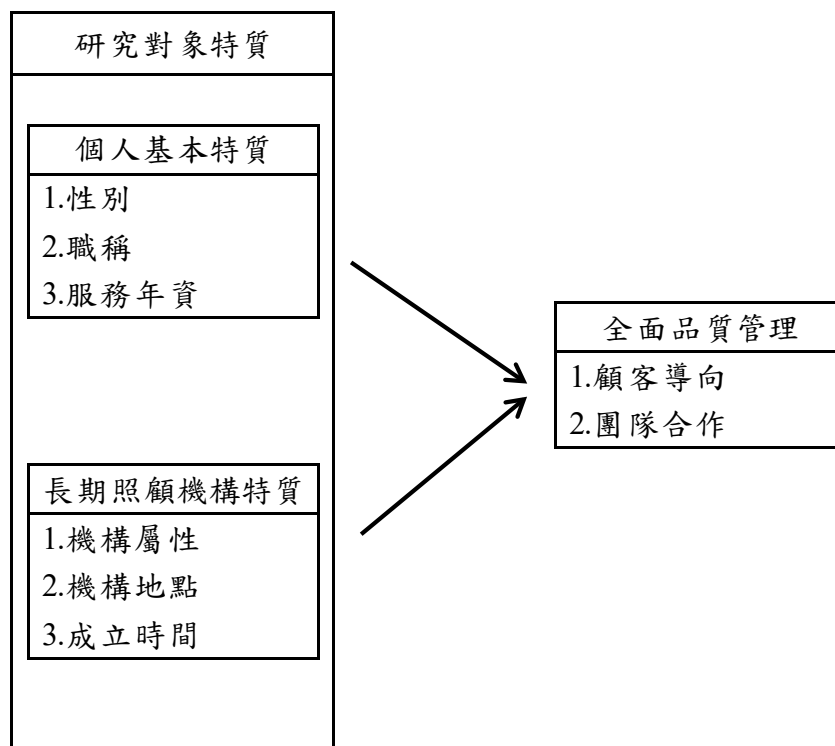 研究對象特質
個人基本特質
1.性別
2.職稱
3.服務年資
長期照顧機構特質
1.機構屬性
2.機構地點
3.成立時間
全面品質管理
1.顧客導向
2.團隊合作